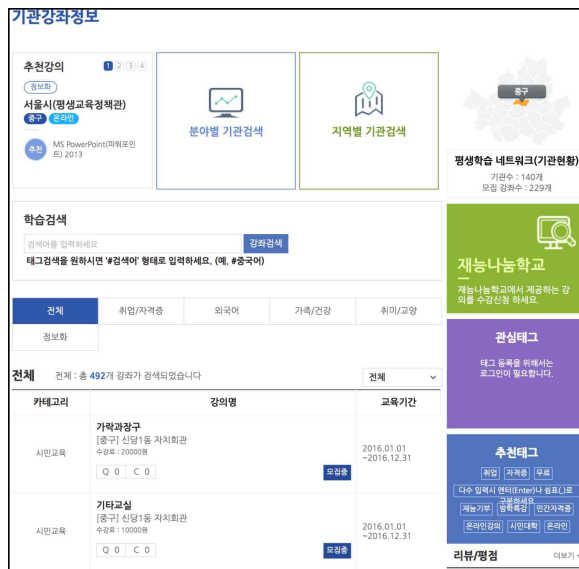 기관강좌정보
추천강의
1 2 3 4
정보화
서울시(평생교육정책관)
중구 온라인
추천
MS PowerPoint(파워포인
트) 2013
분야별 기관검색
지역별 기관검색
중구
평생학습 네트워크(기관현황)
기관수 : 140개
모집 강좌수 : 229개
학습검색
검색어를 입력하세요
강좌검색
태그검색을 원하시면 '#검색어' 형태로 입력하세요. (예, #중국어)
재능나눔학교
재능나눔학교에서 제공하는 강
의를 수강신청 하세요.
전체 취업/자격증 외국어 가족/건강 취미/교양
정보화
관심태그
태그 등록을 위해서는
로그인이 필요합니다.
전체 전체 : 총 492개 강좌가 검색되었습니다
전체
카테고리 강의명 교육기간
시민교육
가락과장구
[중구] 신당1동 자치회관
수강료 : 20000원
Q 0 C 0
모집중
2016.01.01
~2016.12.31
시민교육
기타교실
[중구] 신당1동 자치회관
수강료 : 10000원
Q 0 C 0
모집중
2016.01.01
~2016.12.31
추천태그
취업 자격증 무료
다수 입력시 엔터(Enter)나 쉼표(,)로
구분하세요
재능기부 방학특강 민간자격증
온라인강의 시민대학 온라인
리뷰/평점 더보기 +